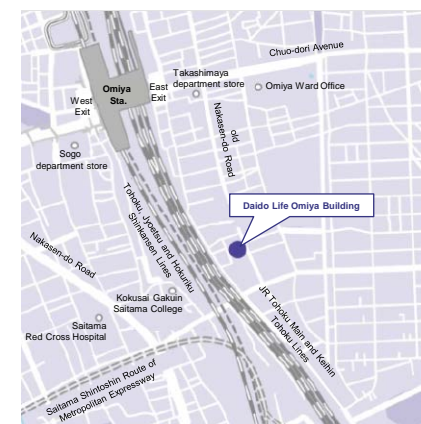 Chuo-dori Avenue
Takashimaya
department store
Omiya Ward Office
Omiya
Sta.
East
Exit
West
Exit
old
Nakasen-do Road
Sogo
department store
Daido Life Omiya Building
Tohoku Jyoetsu and Hokuriku
Shinkansen Lines
Nakasen-do Road
Kokusai Gakuin
Saitama College
JR Tohoku Main and Keihin
Tohoku Lines
Saitama
Red Cross Hospital
Saitama Shintoshin Route of
Metropolitan Expressway